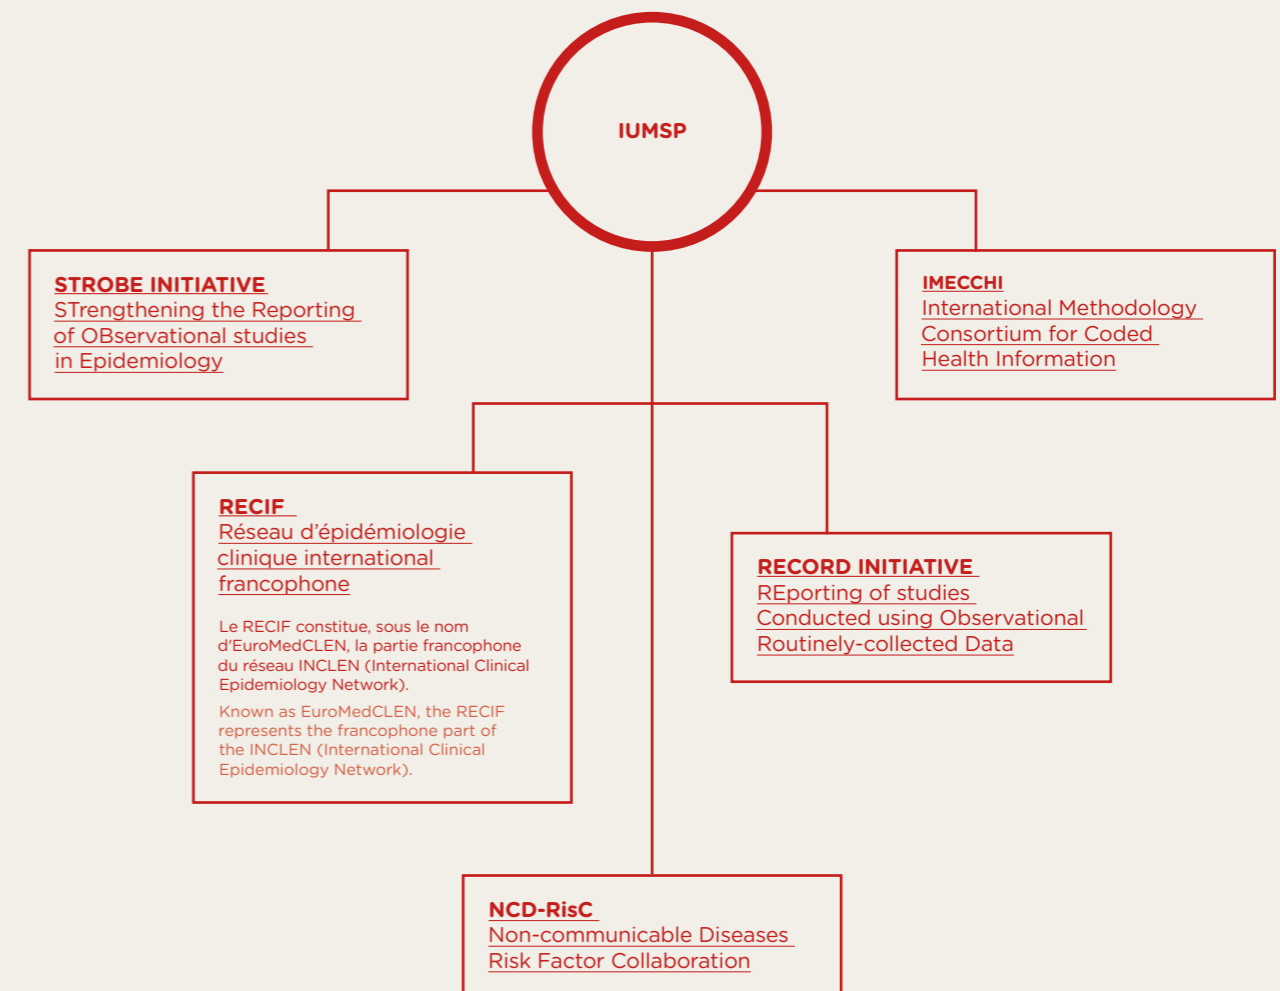 IUMSP
STROBE INITIATIVE
STrengthening the Reporting
of OBservational studies
in Epidemiology
IMECCHI
International Methodology
Consortium for Coded
Health Information
RECIF
Réseau d'épidémiologie
clinique international
francophone
Le RECIF constitue, sous le nom
d'EuroMedCLEN, la partie francophone
du réseau INCLEN (International Clinical
Epidemiology Network).
Known as EuroMedCLEN, the RECIF
represents the francophone part of
the INCLEN (International Clinical
Epidemiology Network).
RECORD INITIATIVE
REporting of studies
Conducted using Observational
Routinely-collected Data
NCD-RisC
Non-communicable Diseases
Risk Factor Collaboration